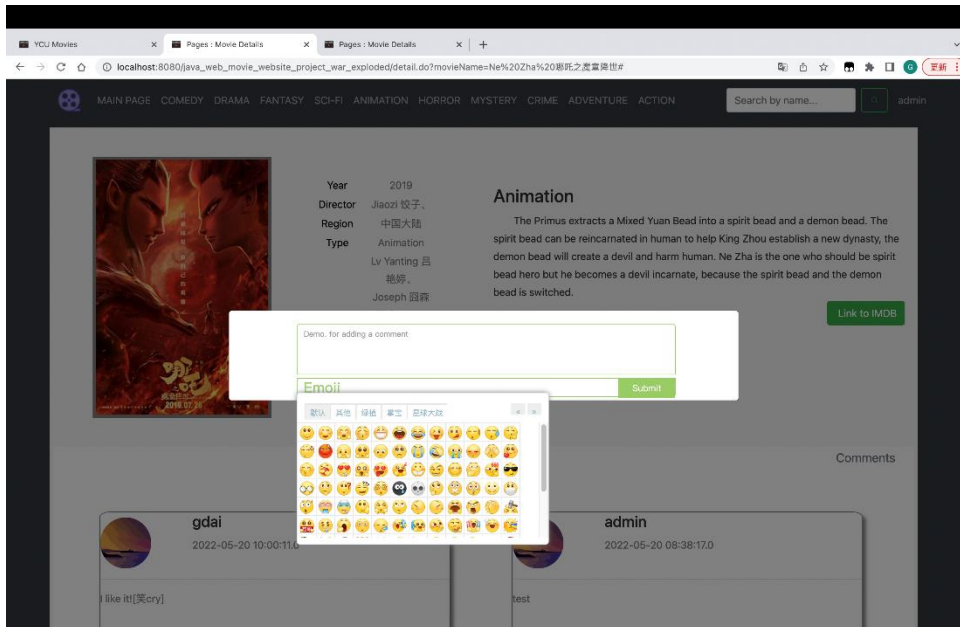 YCU Movies
Pages : Movie Details
Pages : Movie Details
localhost:8080/java_web_movie_website_project_war_exploded/detail.do?movieName=Ne%20Zha%20哪吒之魔童降世#
更新
MAIN PAGE COMEDY DRAMA FANTASY SCI-FI ANIMATION HORROR MYSTERY CRIME ADVENTURE ACTION
Search by name...
admin
Year 2019
Director Jiaozi 饺子、
Region 中国大陆
Type Animation
Lv Yanting 吕
艳婷、
Joseph 囧森
Animation
The Primus extracts a Mixed Yuan Bead into a spirit bead and a demon bead. The
spirit bead can be reincarnated in human to help King Zhou establish a new dynasty, the
demon bead will create a devil and harm human. Ne Zha is the one who should be spirit
bead hero but he becomes a devil incarnate, because the spirit bead and the demon
bead is switched.
Link to IMDB
Demo, for adding a comment
Emoji
Submit
默认 其他
星球大战
Comments
gdai
2022-05-20 10:00:11.0
I like it![笑cry]
admin
2022-05-20 08:38:17.0
test